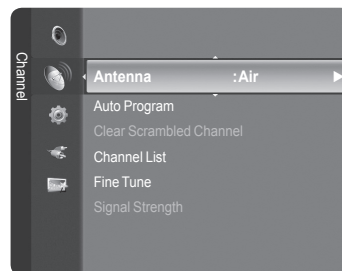 Channel
Antenna :Air
Auto Program
Clear Scrambled Channel
Channel List
Fine Tune
Signal Strength